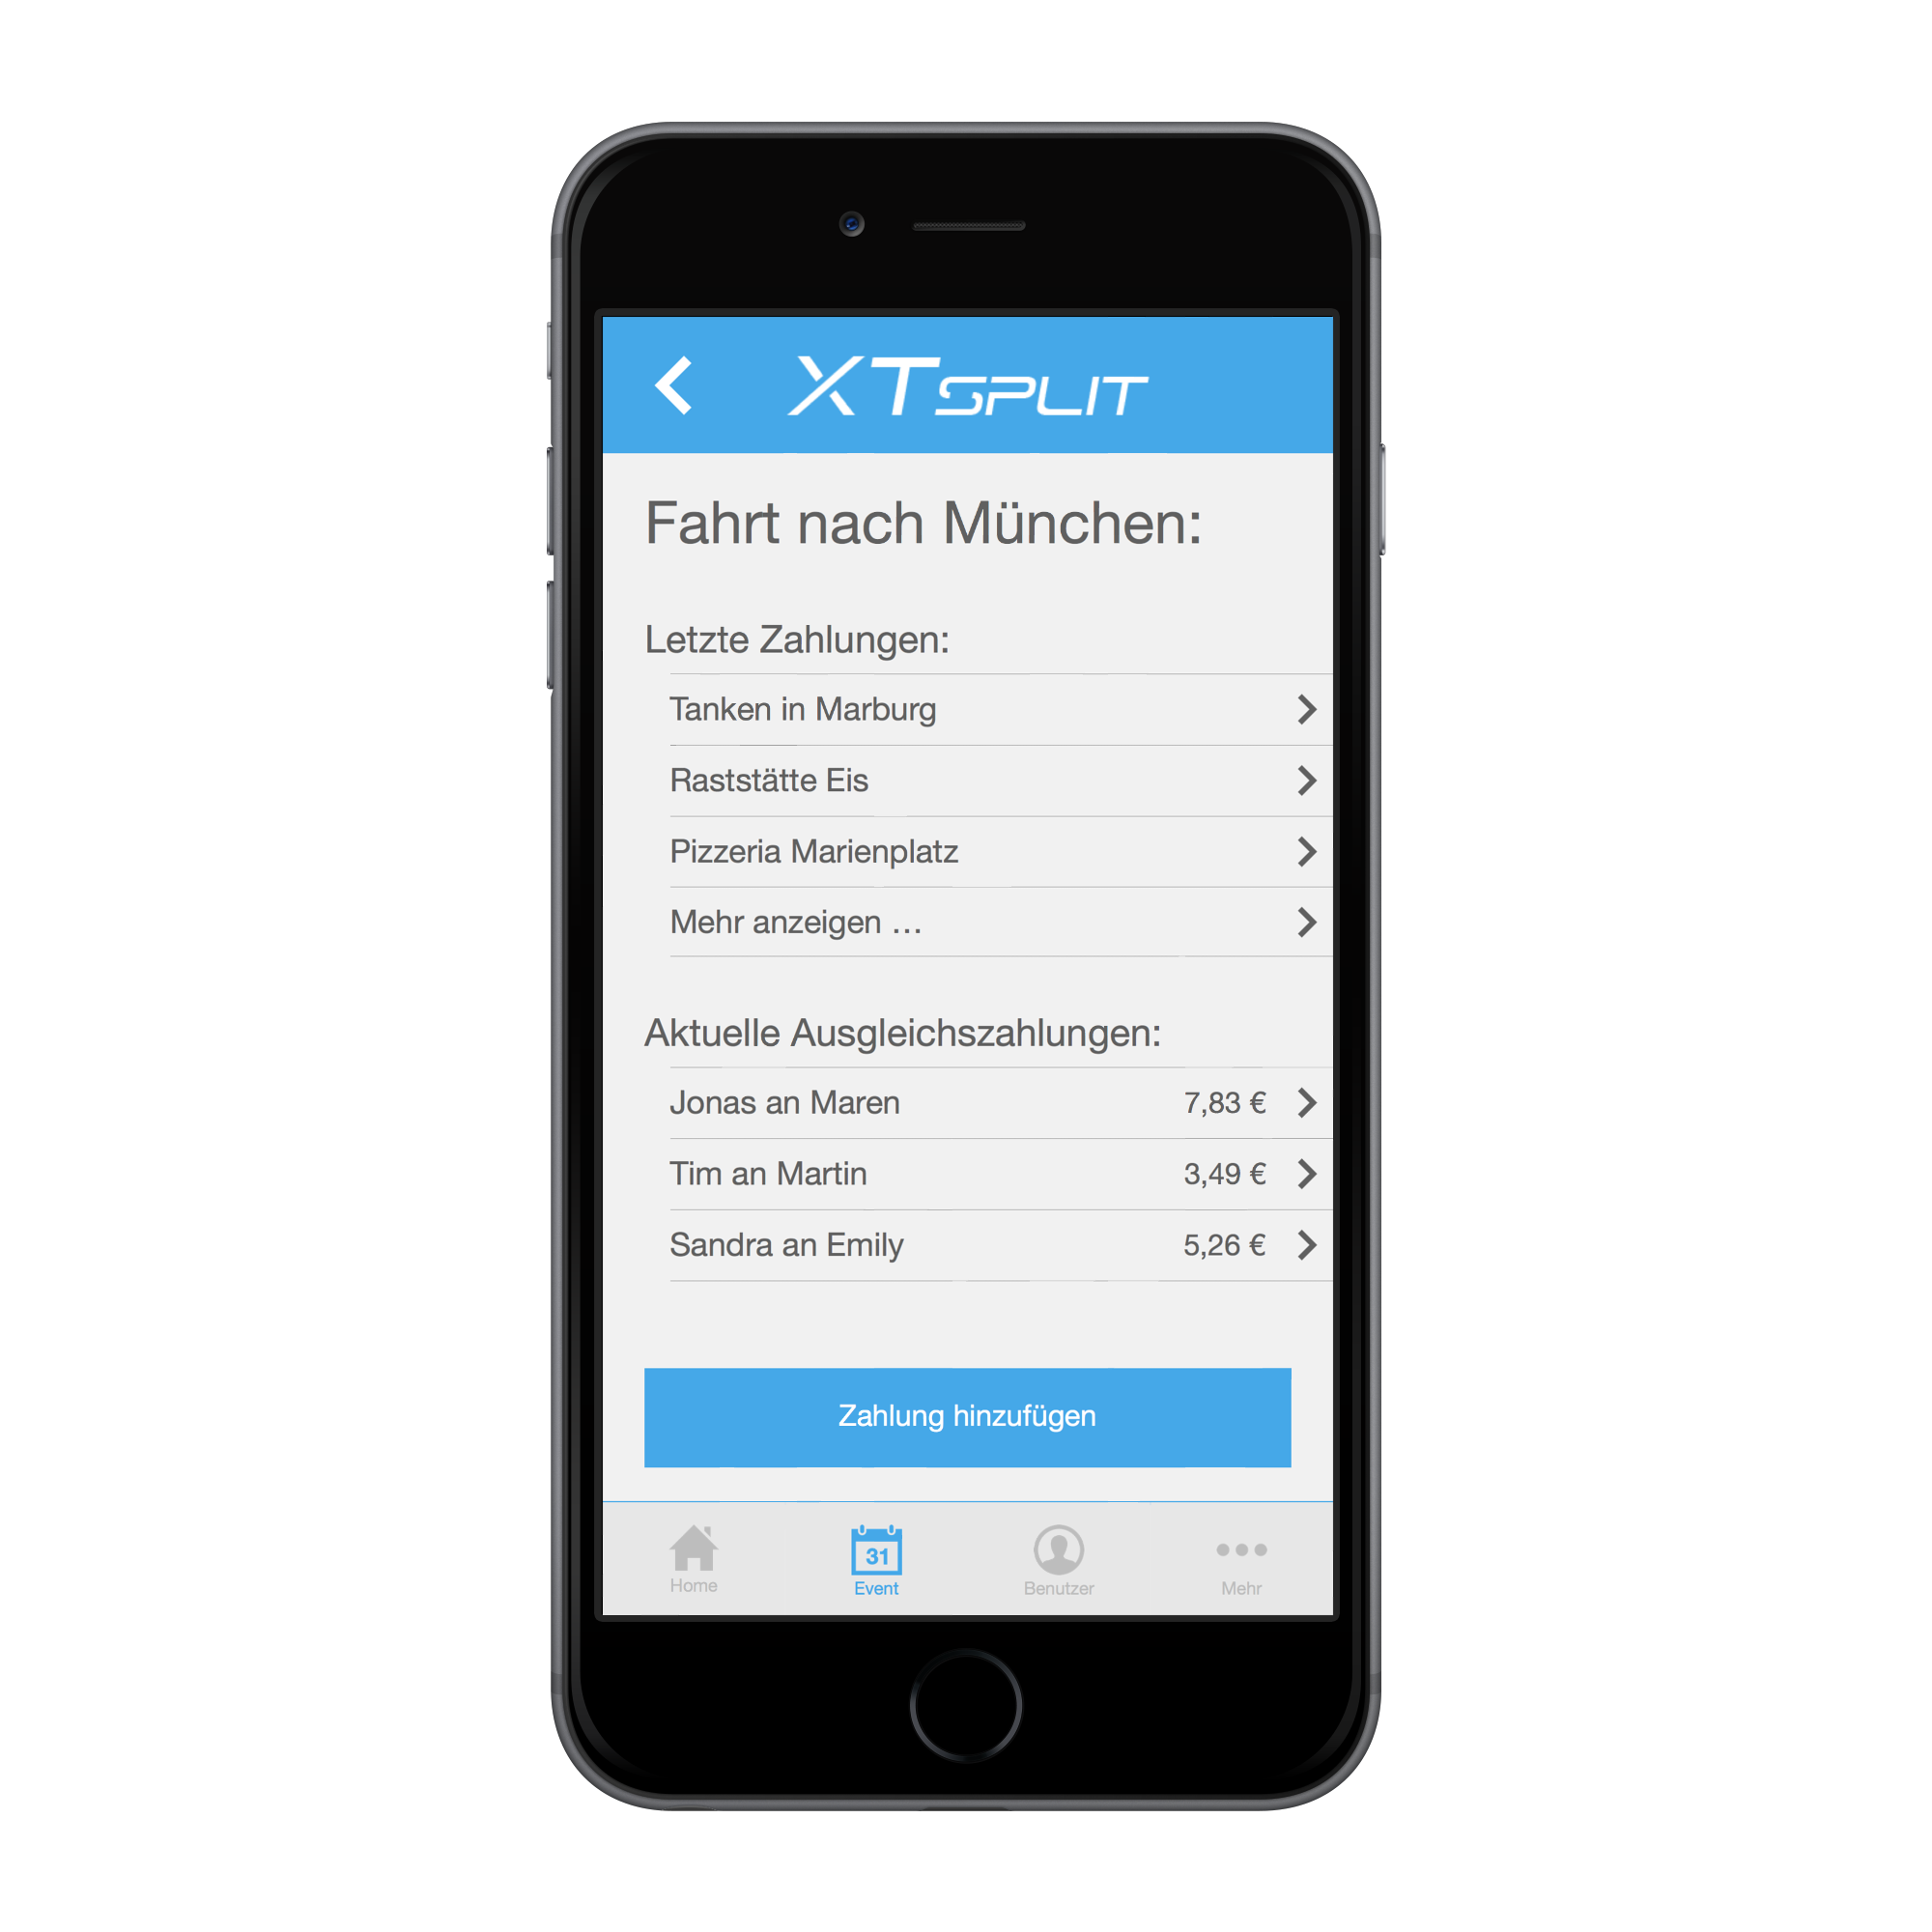 XTSPLIT
Fahrt nach München:
Letzte Zahlungen:
Tanken in Marburg
Raststätte Eis
Pizzeria Marienplatz
Mehr anzeigen …
Aktuelle Ausgleichszahlungen:
Jonas an Maren 7,83 €
Tim an Martin 3,49 €
Sandra an Emily 5,26 €
Zahlung hinzufügen
31
Home Event Benutzer Mehr